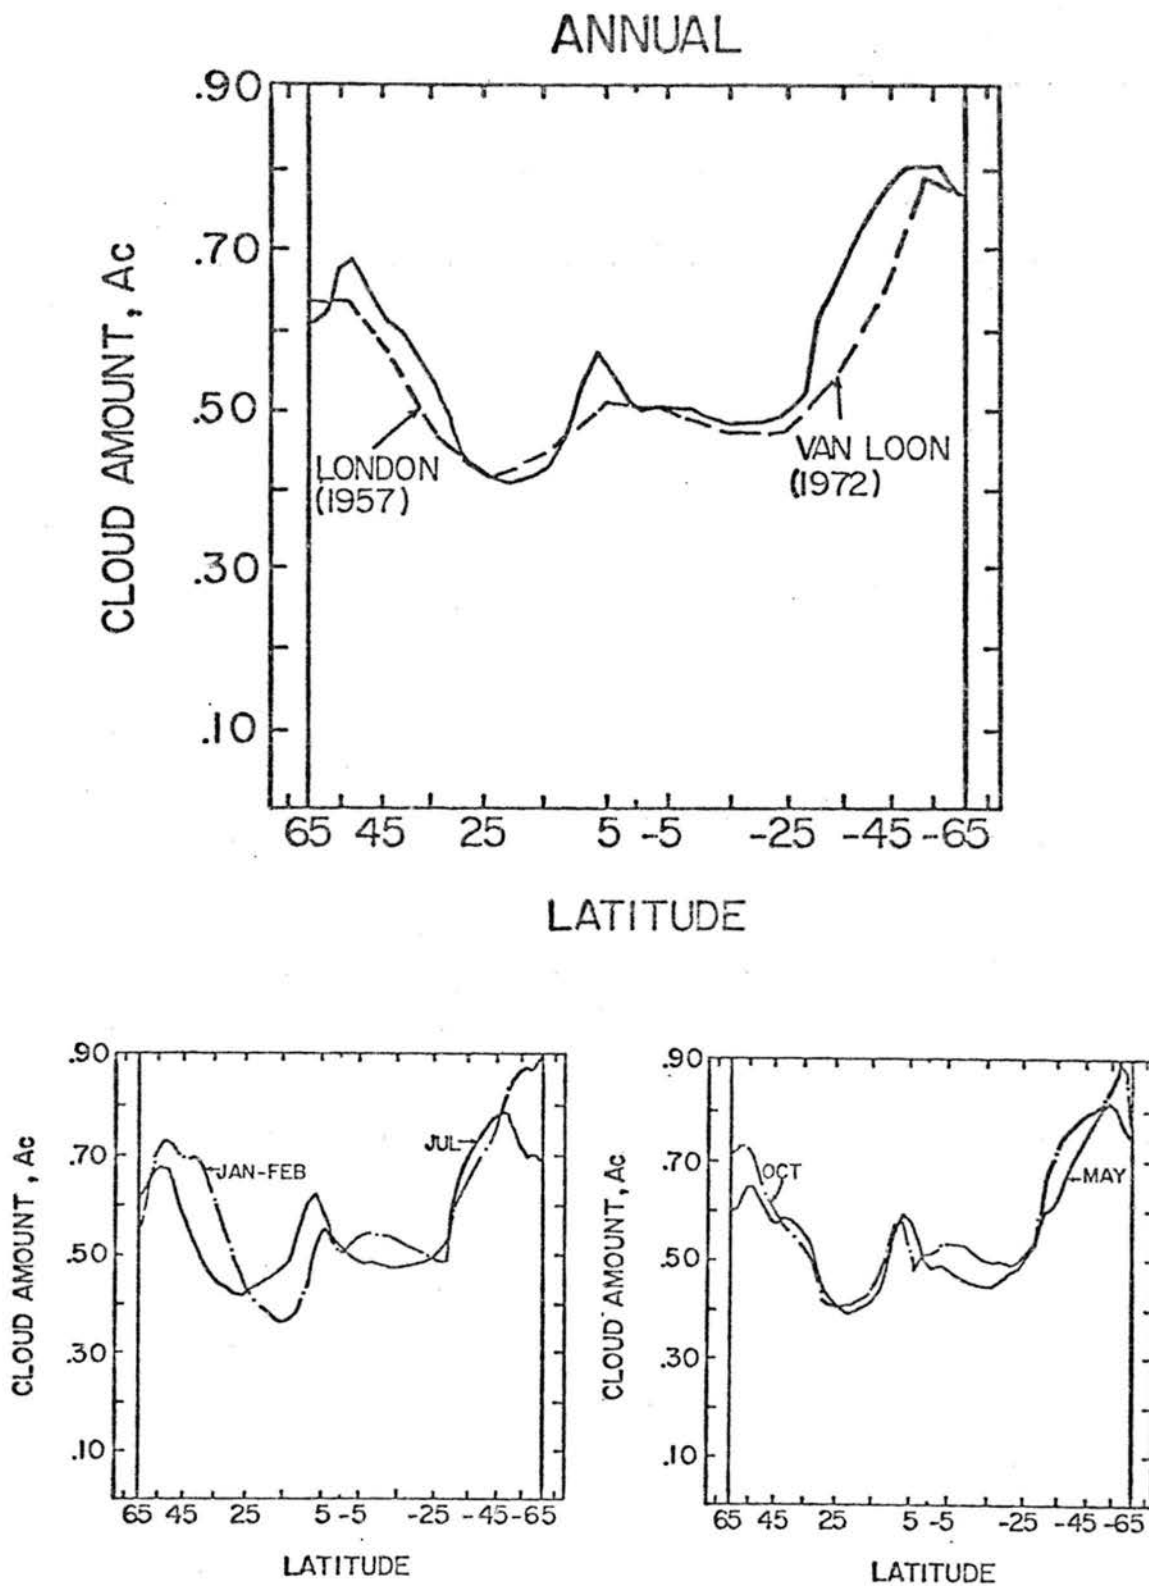 ANNUAL
.90
.70
.50
.30
.10
CLOUD AMOUNT, Ac
LONDON
(1957)
VAN LOON
(1972)
65 45 25 5 -5 -25 -45 -65
LATITUDE
.90
.70
.50
.30
.10
CLOUD AMOUNT, Ac
JAN-FEB
JUL
65 45 25 5 -5 -25 -45 -65
LATITUDE
.90
.70
.50
.30
.10
CLOUD AMOUNT, Ac
OCT
MAY
65 45 25 5 -5 -25 -45 -65
LATITUDE